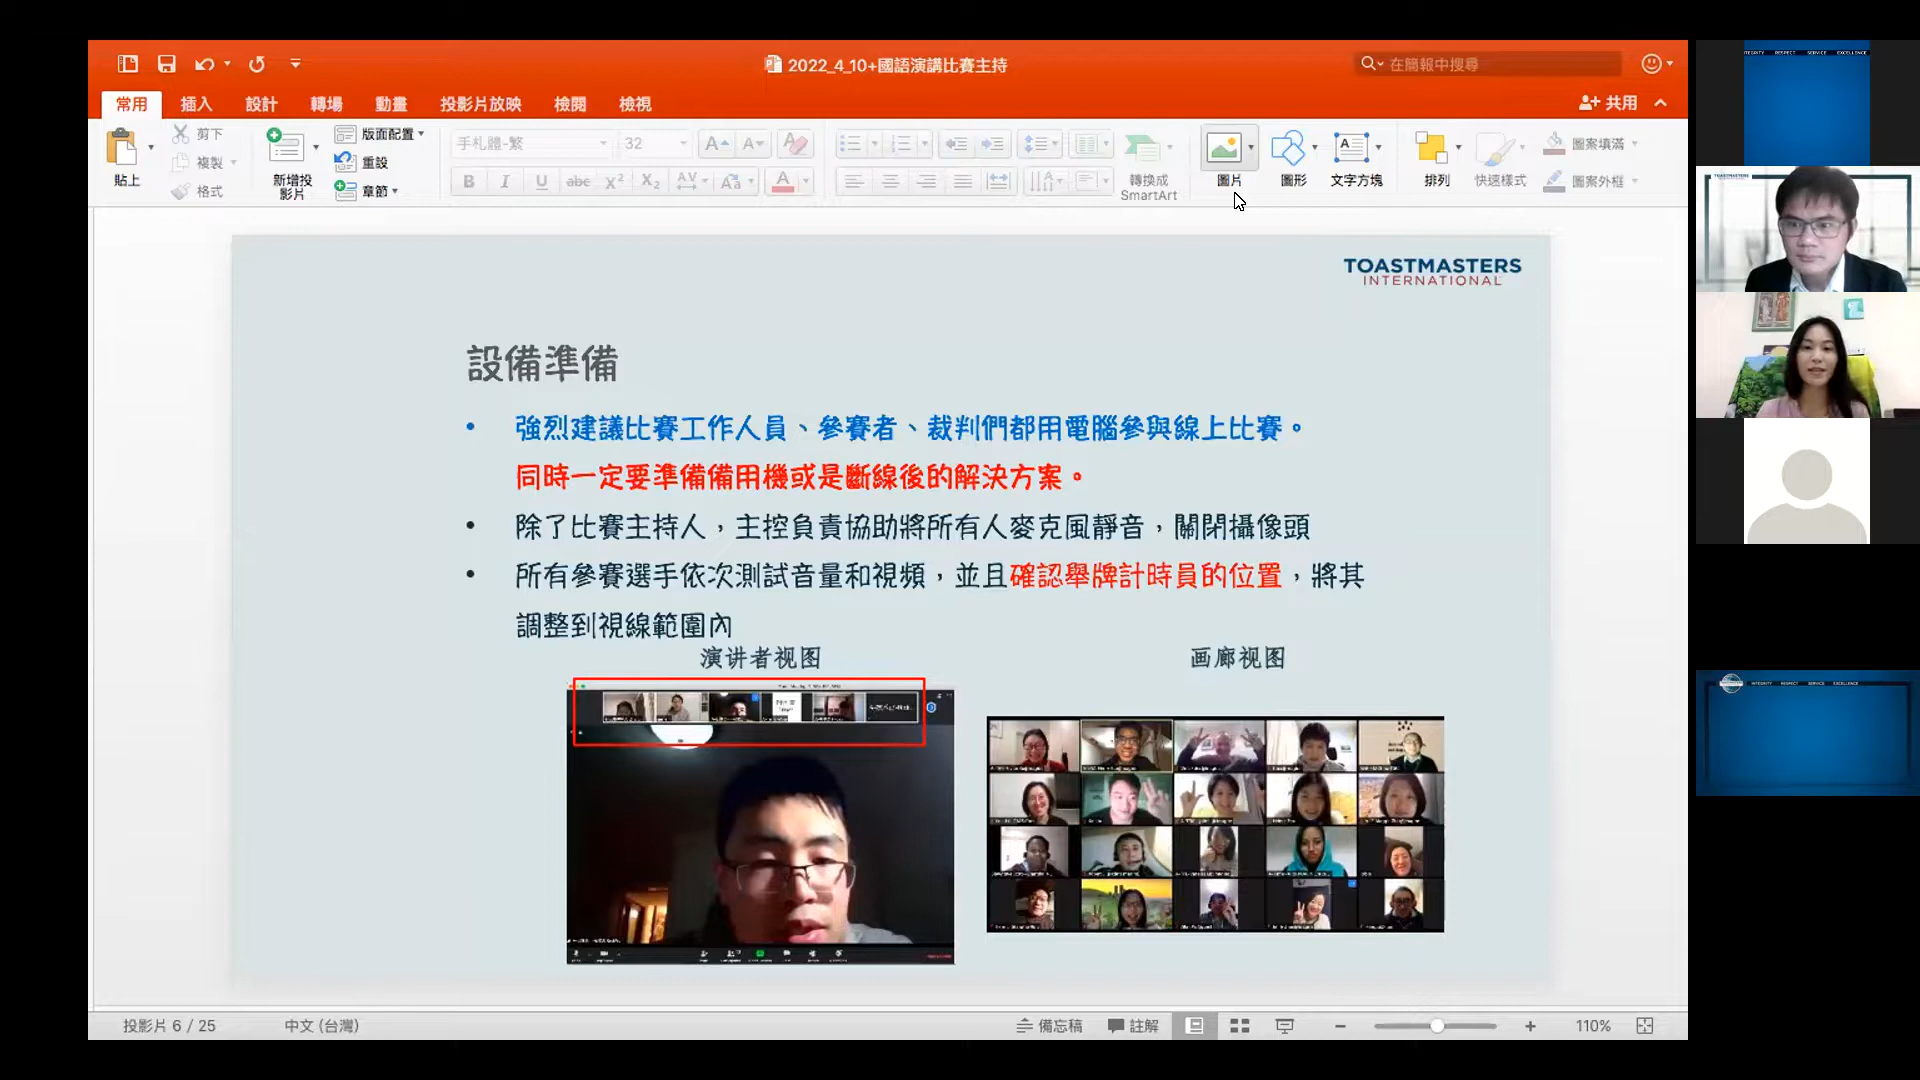 2022_4_10+國語演講比賽主持
在簡報中搜尋
常用 插入 設計 轉場 動畫 投影片放映 檢閱 檢視
共用
貼上
剪下
複製
格式
新增投影片
版面配置
重設
章節
手札體-繁 32
轉換成 SmartArt
圖片
圖形
文字方塊
排列
快速樣式
圖案填滿
圖案外框
TOASTMASTERS
INTERNATIONAL
設備準備
• 強烈建議比賽工作人員、參賽者、裁判們都用電腦參與線上比賽。
同時一定要準備備用機或是斷線後的解決方案。
• 除了比賽主持人，主控負責協助將所有人麥克風靜音，關閉攝像頭
• 所有參賽選手依次測試音量和視頻，並且確認舉牌計時員的位置，將其
調整到視線範圍內
演讲者视图
画廊视图
投影片 6 / 25
中文 (台灣)
備忘稿
註解
110%
INTEGRITY RESPECT SERVICE EXCELLENCE